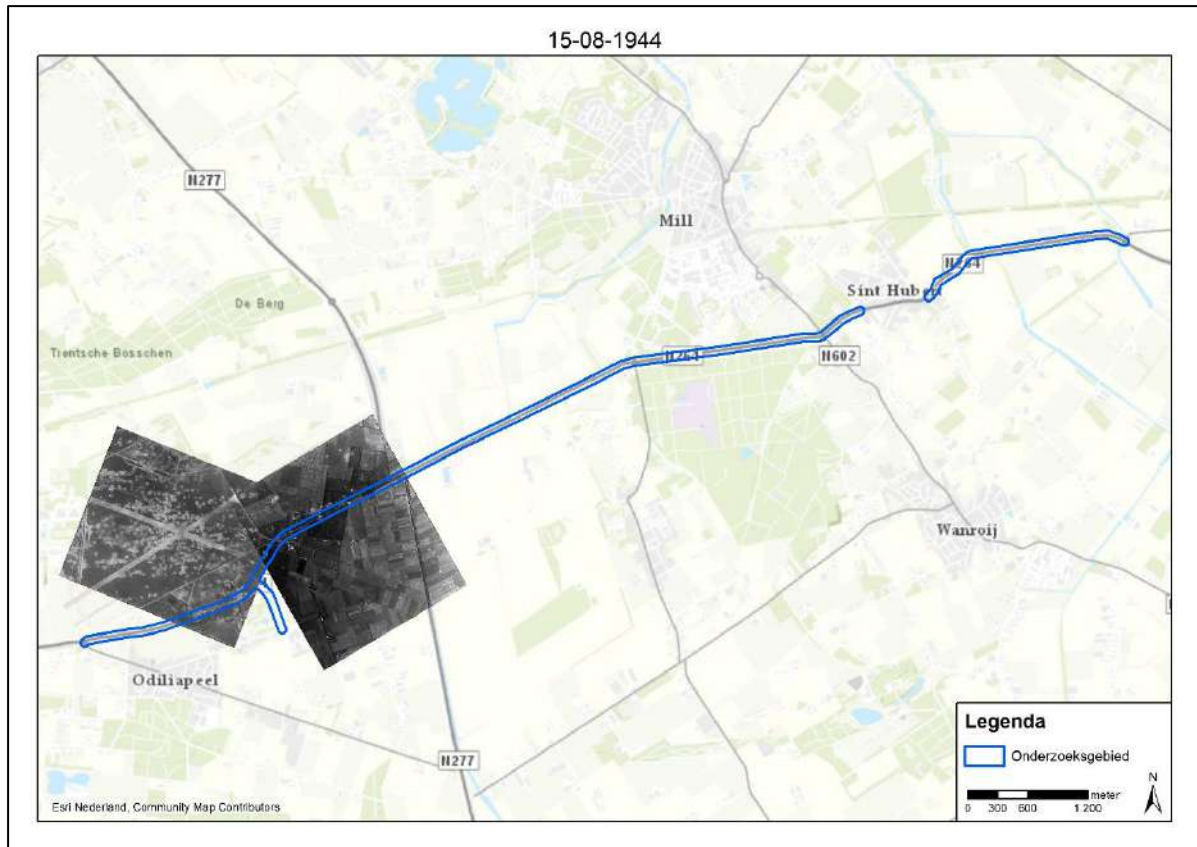 15-08-1944
N277
Mill
N264
Sint Hubert
De Berg
Trentsche Bosschen
N264
N602
Wanroij
Odiliapeel
N277
Legenda
Onderzoeksgebied
N
meter
0 300 600 1.200
Esri Nederland, Community Map Contributors